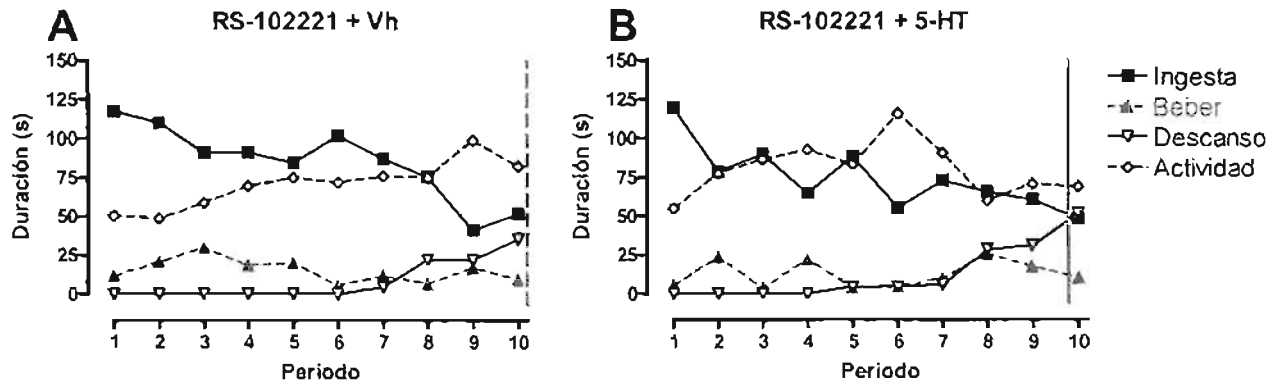 A
RS-102221 + Vh
Duración (s)
150
125
100
75
50
25
0
1 2 3 4 5 6 7 8 9 10
Periodo
B
RS-102221 + 5-HT
Duración (s)
150
125
100
75
50
25
0
1 2 3 4 5 6 7 8 9 10
Periodo
Ingesta
Beber
Descanso
Actividad